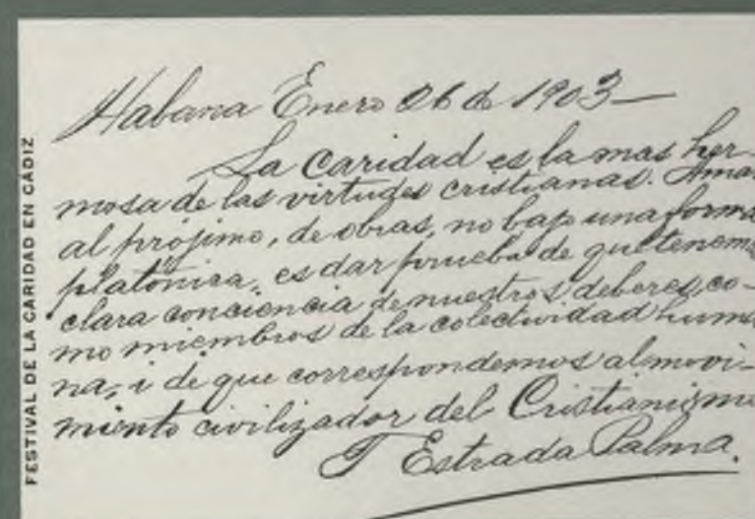 FESTIVAL DE LA CARIDAD EN CADIZ
Habana Enero 26 de 1903—
La Caridad es la mas her-
mosa de las virtudes cristianas. Amar
al prójimo, de obras, no bajo una forma
platónica, es dar prueba de que tenem
clara conciencia de nuestros deberes, co-
mo miembros de la colectividad huma
na, i de que correspondemos al movi-
miento civilizador del Cristianismo
T Estrada Palma.